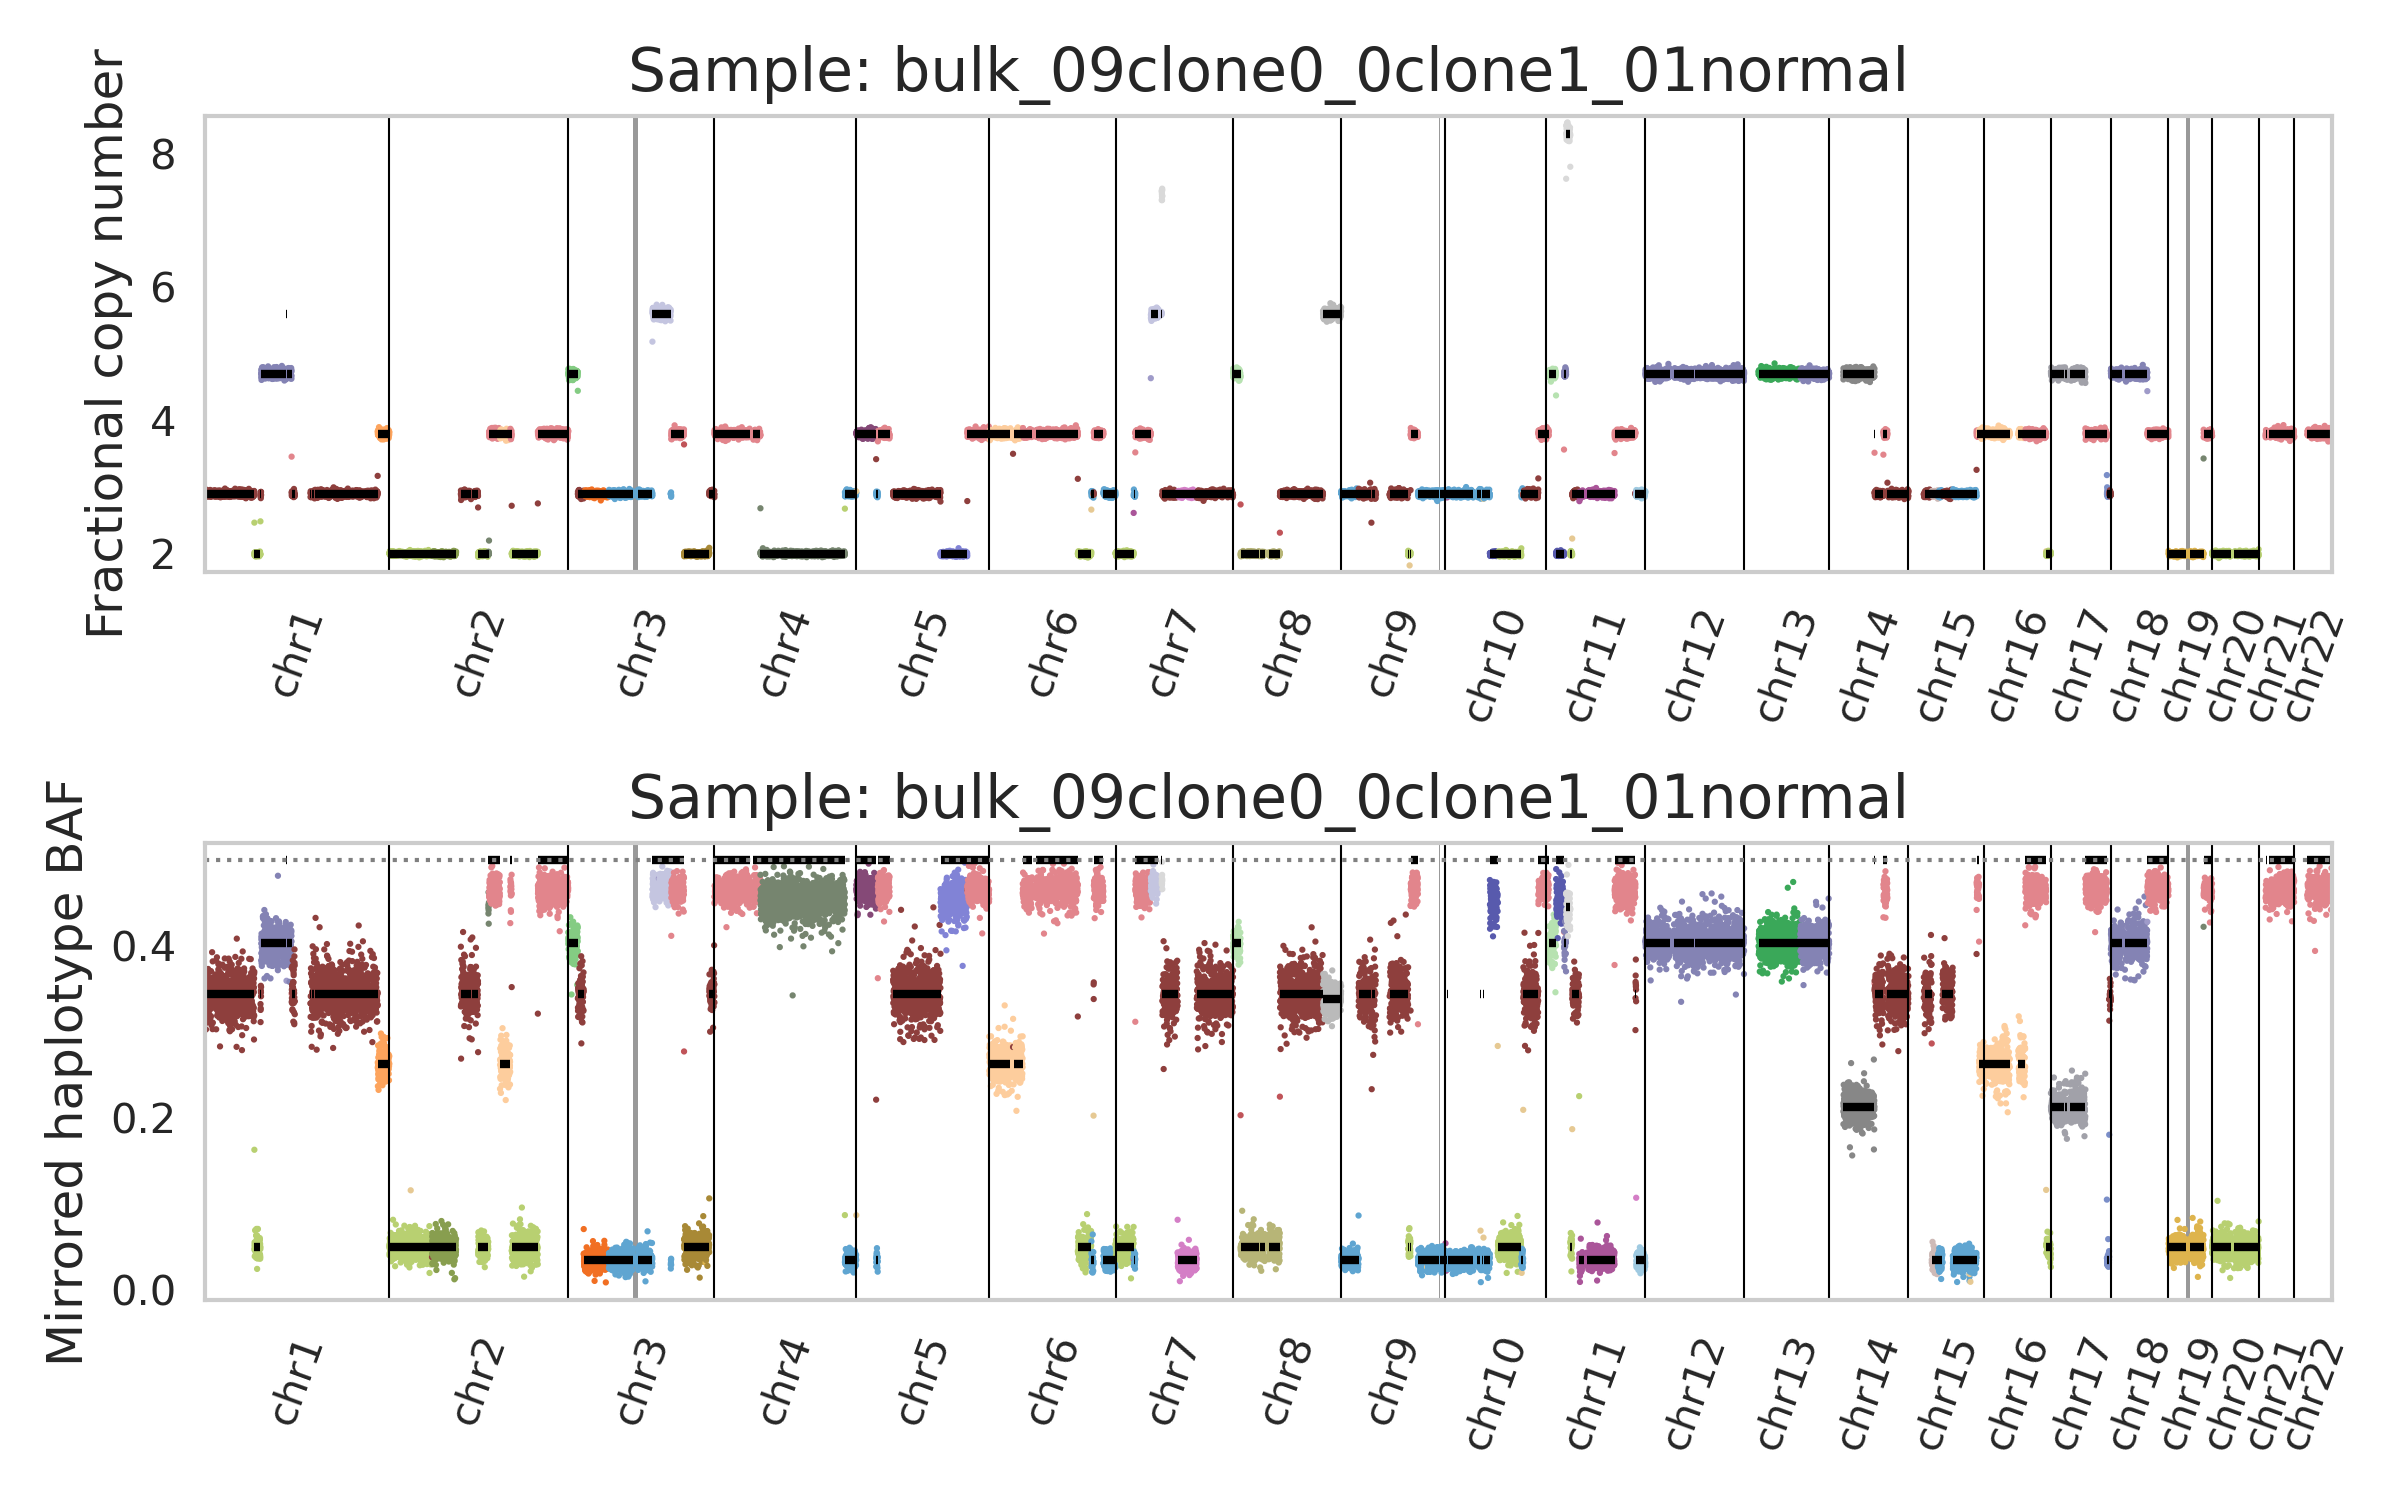 Sample: bulk_09clone0_0clone1_01normal
Fractional copy number
8
6
4
2
chr1 chr2 chr3 chr4 chr5 chr6 chr7 chr8 chr9 chr10 chr11 chr12 chr13 chr14 chr15 chr16 chr17 chr18 chr19 chr20 chr21 chr22
Sample: bulk_09clone0_0clone1_01normal
Mirrored haplotype BAF
0.4
0.2
0.0
chr1 chr2 chr3 chr4 chr5 chr6 chr7 chr8 chr9 chr10 chr11 chr12 chr13 chr14 chr15 chr16 chr17 chr18 chr19 chr20 chr21 chr22